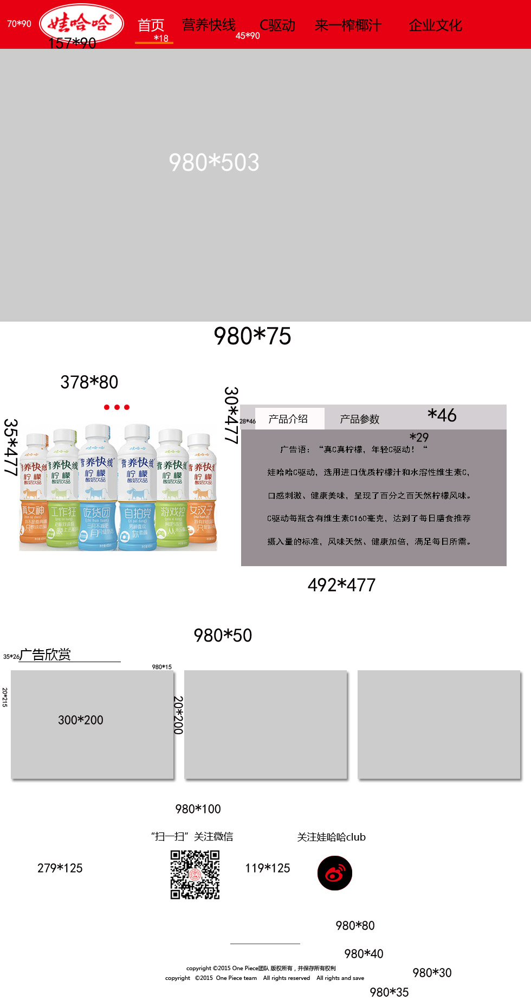 70*90
娃哈哈®
157*90
首页
*18
营养快线
45*90
C驱动
来一榨椰汁
企业文化
980*503
980*75
378*80
35*477
30*477
28*46
产品介绍
产品参数
*46
*29
广告语：“真C真柠檬，年轻C驱动！“
娃哈哈C驱动，选用进口优质柠檬汁和水溶性维生素C，
口感刺激、健康美味，呈现了百分之百天然柠檬风味。
C驱动每瓶含有维生素C160毫克，达到了每日膳食推荐
摄入量的标准，风味天然、健康加倍，满足每日所需。
营养快线
柠檬
酸奶饮品
真女神
工作狂
吃货团
自拍党
游戏控
女汉子
492*477
980*50
35*26
广告欣赏
980*15
20*215
300*200
20*200
980*100
“扫一扫”关注微信
关注娃哈哈club
279*125
119*125
980*80
980*40
copyright ©2015 One Piece团队 版权所有，并保存所有权利
980*30
copyright ©2015 One Piece team All rights reserved All rights and save
980*35